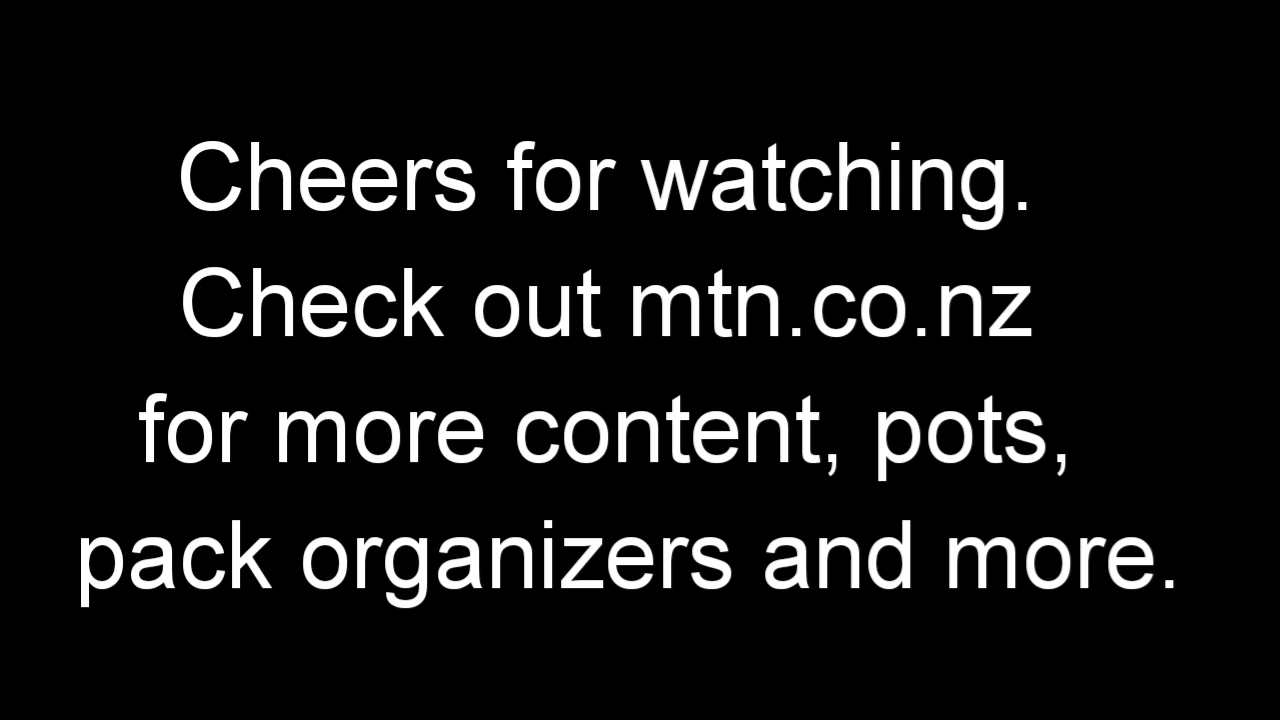 Cheers for watching.
Check out mtn.co.nz
for more content, pots,
pack organizers and more.